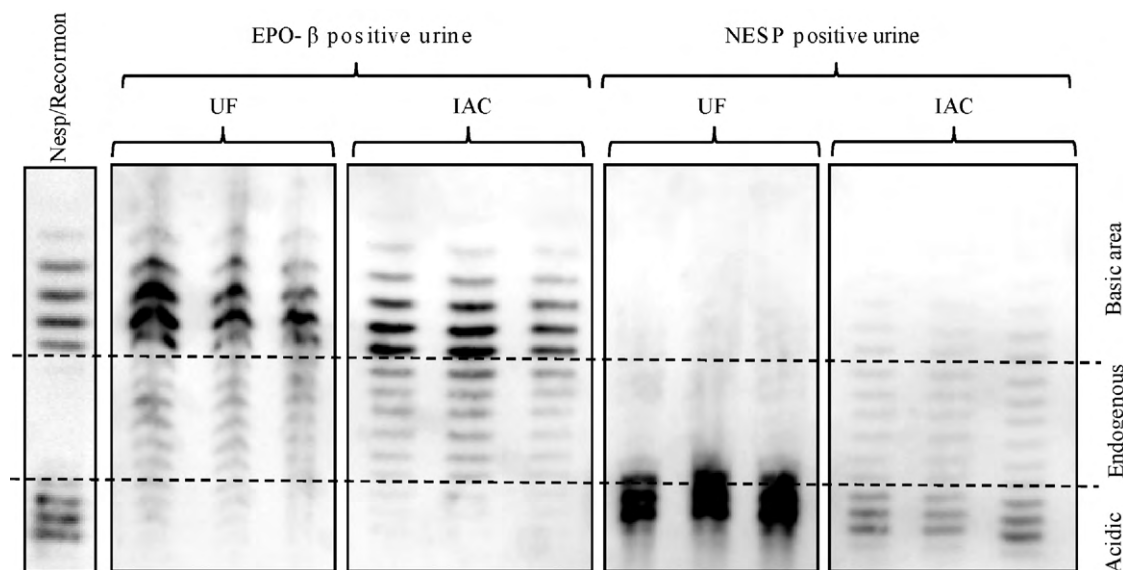 EPO- β positive urine
NESP positive urine
Nesp/Recormon
UF
IAC
UF
IAC
Basic area
Endogenous
Acidic